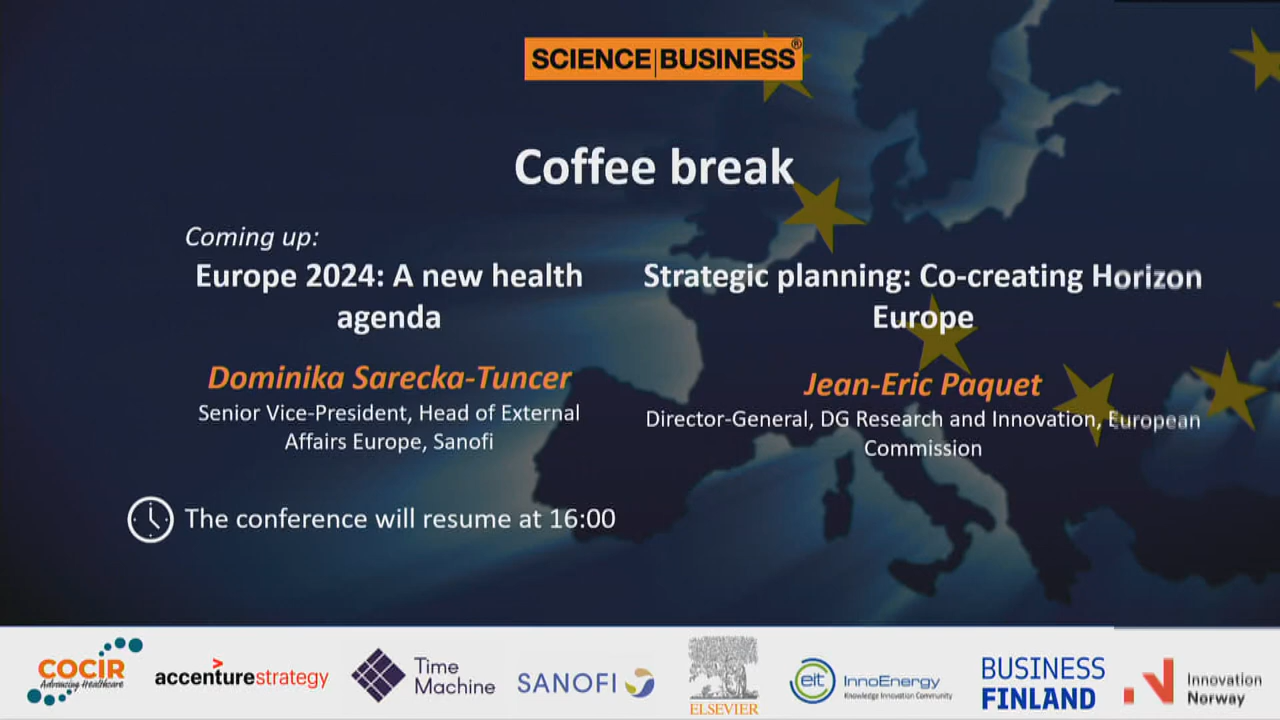 SCIENCE|BUSINESS®
Coffee break
Coming up:
Europe 2024: A new health
agenda
Dominika Sarecka-Tuncer
Senior Vice-President, Head of External
Affairs Europe, Sanofi
Strategic planning: Co-creating Horizon
Europe
Jean-Eric Paquet
Director-General, DG Research and Innovation, European
Commission
The conference will resume at 16:00
COCIR
Advancing Healthcare
accenturestrategy
Time
Machine
SANOFI
ELSEVIER
eit
InnoEnergy
Knowledge Innovation Community
BUSINESS
FINLAND
Innovation
Norway